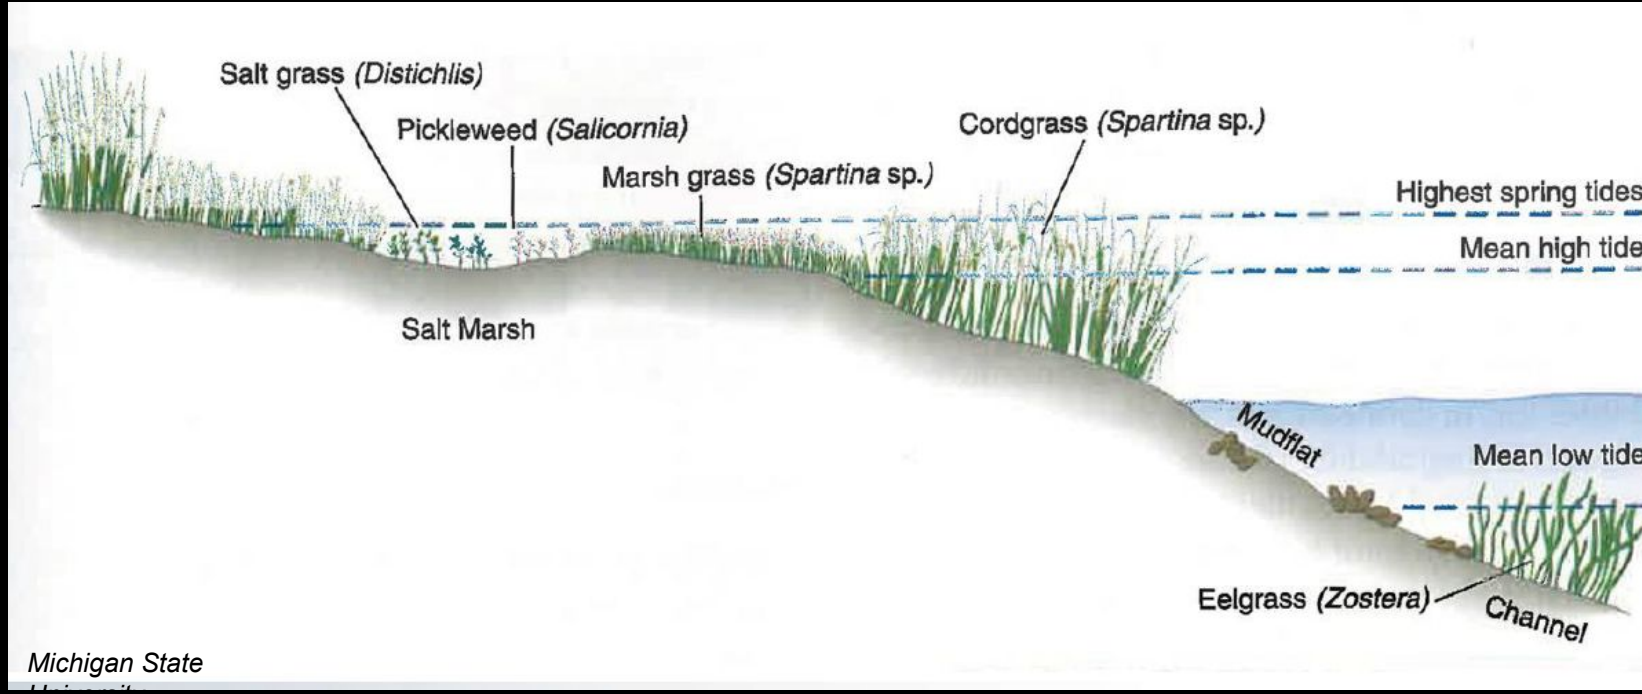 Salt grass (Distichlis)
Pickleweed (Salicornia)
Marsh grass (Spartina sp.)
Cordgrass (Spartina sp.)
Highest spring tides
Mean high tide
Salt Marsh
Mudflat
Mean low tide
Eelgrass (Zostera)
Channel
Michigan State
University